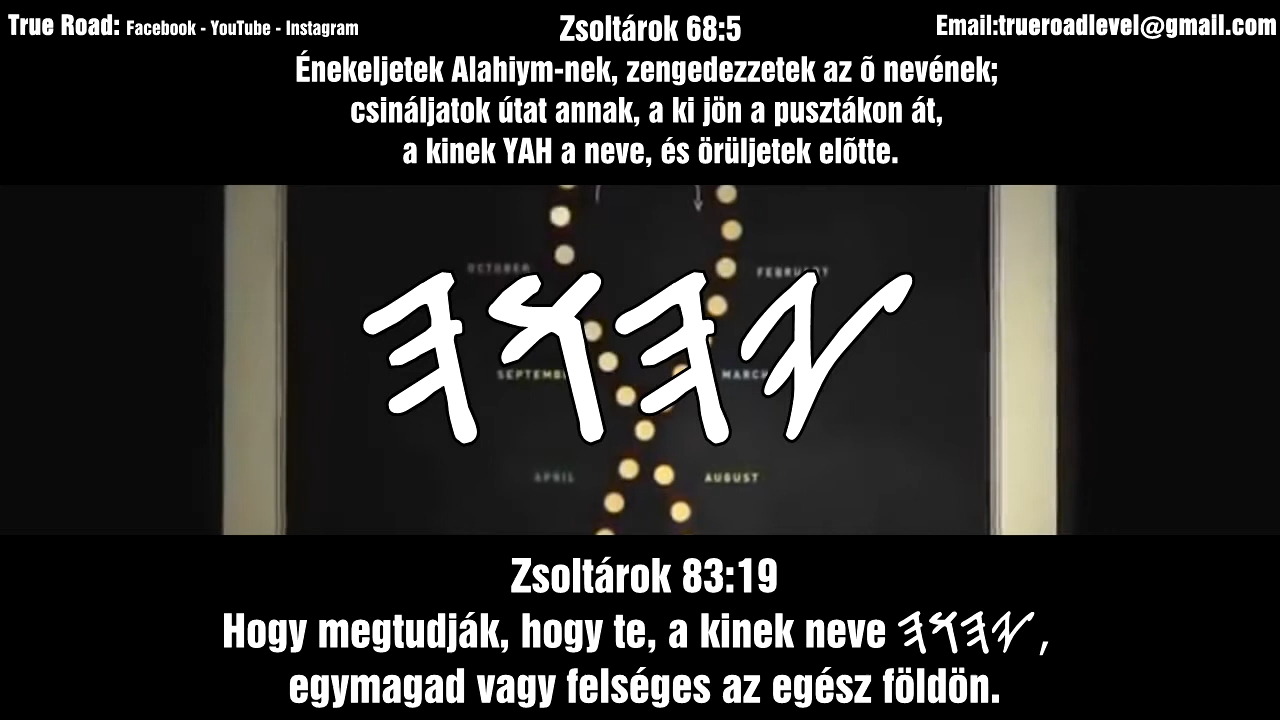 True Road: Facebook - YouTube - Instagram
Zsoltárok 68:5
Email:trueroadlevel@gmail.com
Énekeljetek Alahiym-nek, zengedezzetek az õ nevének;
csináljatok útat annak, a ki jön a pusztákon át,
a kinek YAH a neve, és örüljetek elõtte.
OCTOBER
FEBRUARY
𐤉𐤄𐤅𐤄
SEPTEMBE
MARCH
APRIL
AUGUST
Zsoltárok 83:19
Hogy megtudják, hogy te, a kinek neve 𐤉𐤄𐤅𐤄 ,
egymagad vagy felséges az egész földön.